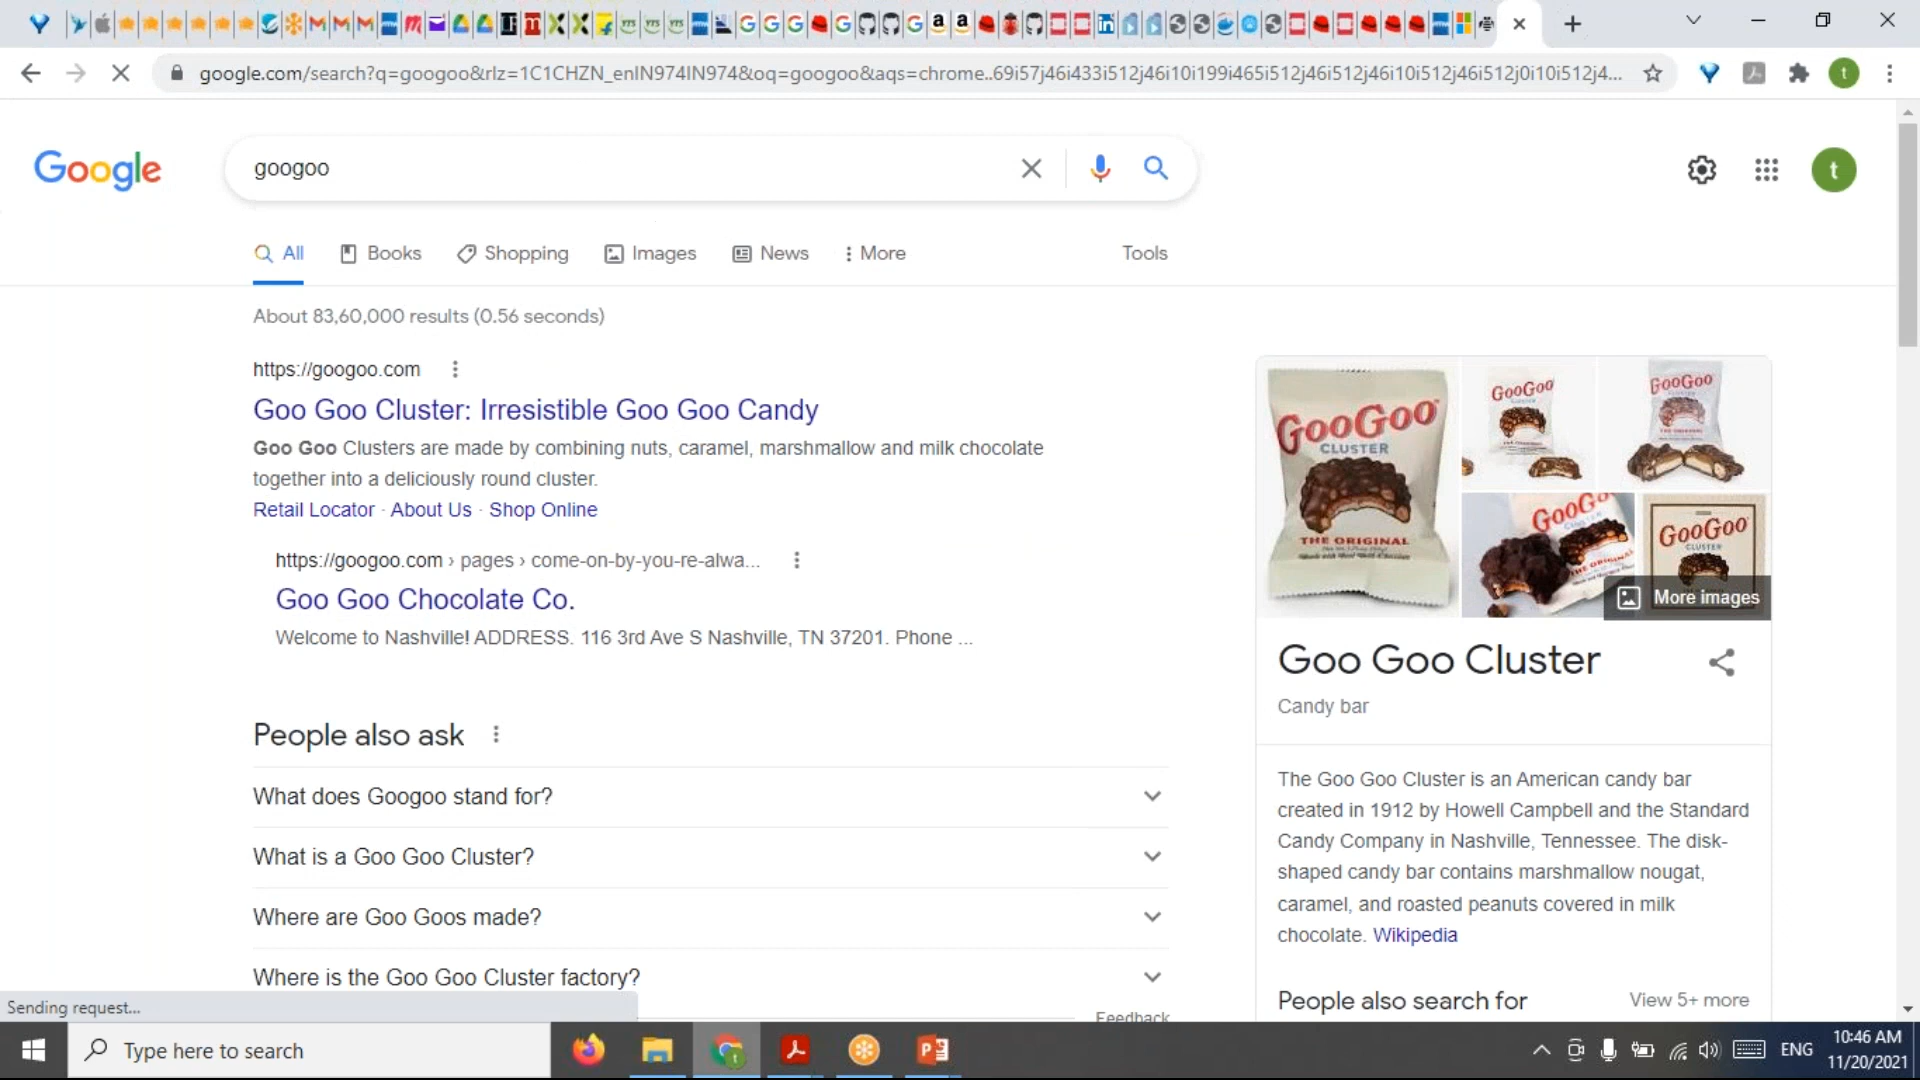 google.com/search?q=googoo&rlz=1C1CHZN_enIN974IN974&oq=googoo&aqs=chrome..69i57j46i433i512j46i10i199i465i512j46i512j46i10i512j46i512j0i10i512j4...
t
Google
googoo
t
All
Books
Shopping
Images
News
More
Tools
About 83,60,000 results (0.56 seconds)
https://googoo.com
Goo Goo Cluster: Irresistible Goo Goo Candy
Goo Goo Clusters are made by combining nuts, caramel, marshmallow and milk chocolate
together into a deliciously round cluster.
Retail Locator · About Us · Shop Online
https://googoo.com › pages › come-on-by-you-re-alwa...
Goo Goo Chocolate Co.
Welcome to Nashville! ADDRESS. 116 3rd Ave S Nashville, TN 37201. Phone ...
People also ask
What does Googoo stand for?
What is a Goo Goo Cluster?
Where are Goo Goos made?
Where is the Goo Goo Cluster factory?
Feedback
GooGoo
CLUSTER
THE ORIGINAL
GooGoo
GooGoo
GooGoo
CLUSTER
More images
Goo Goo Cluster
Candy bar
The Goo Goo Cluster is an American candy bar
created in 1912 by Howell Campbell and the Standard
Candy Company in Nashville, Tennessee. The disk-
shaped candy bar contains marshmallow nougat,
caramel, and roasted peanuts covered in milk
chocolate. Wikipedia
People also search for
View 5+ more
Sending request...
Type here to search
ENG
10:46 AM
11/20/2021